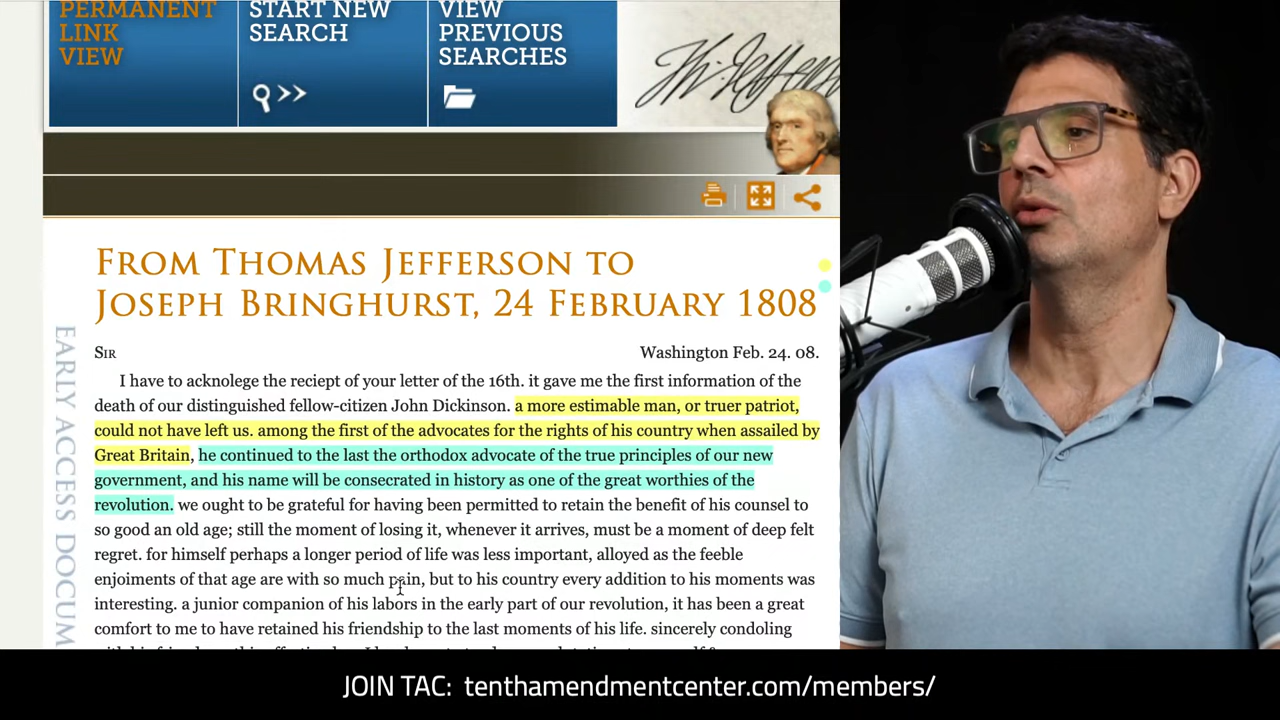 PERMANENT
LINK
VIEW
START NEW
SEARCH
VIEW
PREVIOUS
SEARCHES
Th: Jefferson
FROM THOMAS JEFFERSON TO
JOSEPH BRINGHURST, 24 FEBRUARY 1808
EARLY ACCESS DOCUM
SIR
Washington Feb. 24. 08.
I have to acknolege the reciept of your letter of the 16th. it gave me the first information of the
death of our distinguished fellow-citizen John Dickinson. a more estimable man, or truer patriot,
could not have left us. among the first of the advocates for the rights of his country when assailed by
Great Britain, he continued to the last the orthodox advocate of the true principles of our new
government, and his name will be consecrated in history as one of the great worthies of the
revolution. we ought to be grateful for having been permitted to retain the benefit of his counsel to
so good an old age; still the moment of losing it, whenever it arrives, must be a moment of deep felt
regret. for himself perhaps a longer period of life was less important, alloyed as the feeble
enjoiments of that age are with so much pain, but to his country every addition to his moments was
interesting. a junior companion of his labors in the early part of our revolution, it has been a great
comfort to me to have retained his friendship to the last moments of his life. sincerely condoling
JOIN TAC: tenthamendmentcenter.com/members/